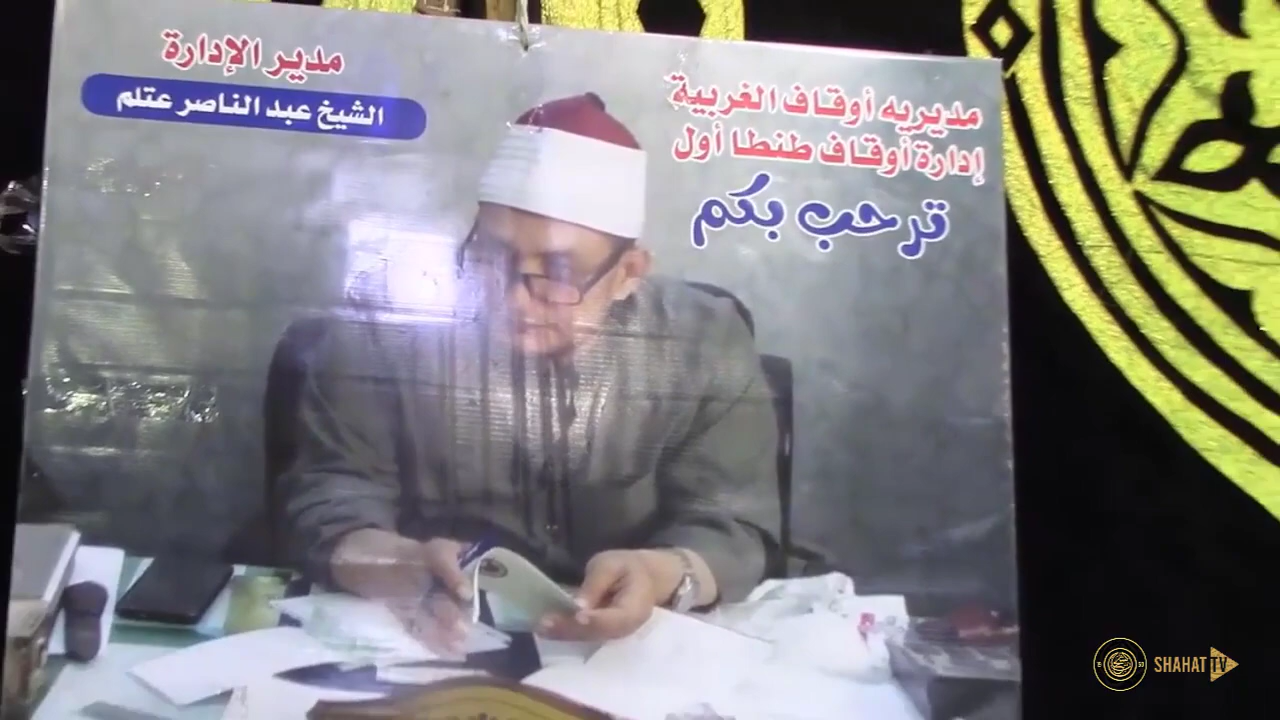 مديريه أوقاف الغربية
إدارة أوقاف طنطا أول
ترحب بكم
مدير الإدارة
الشيخ عبد الناصر عتلم
SHAHAT TV